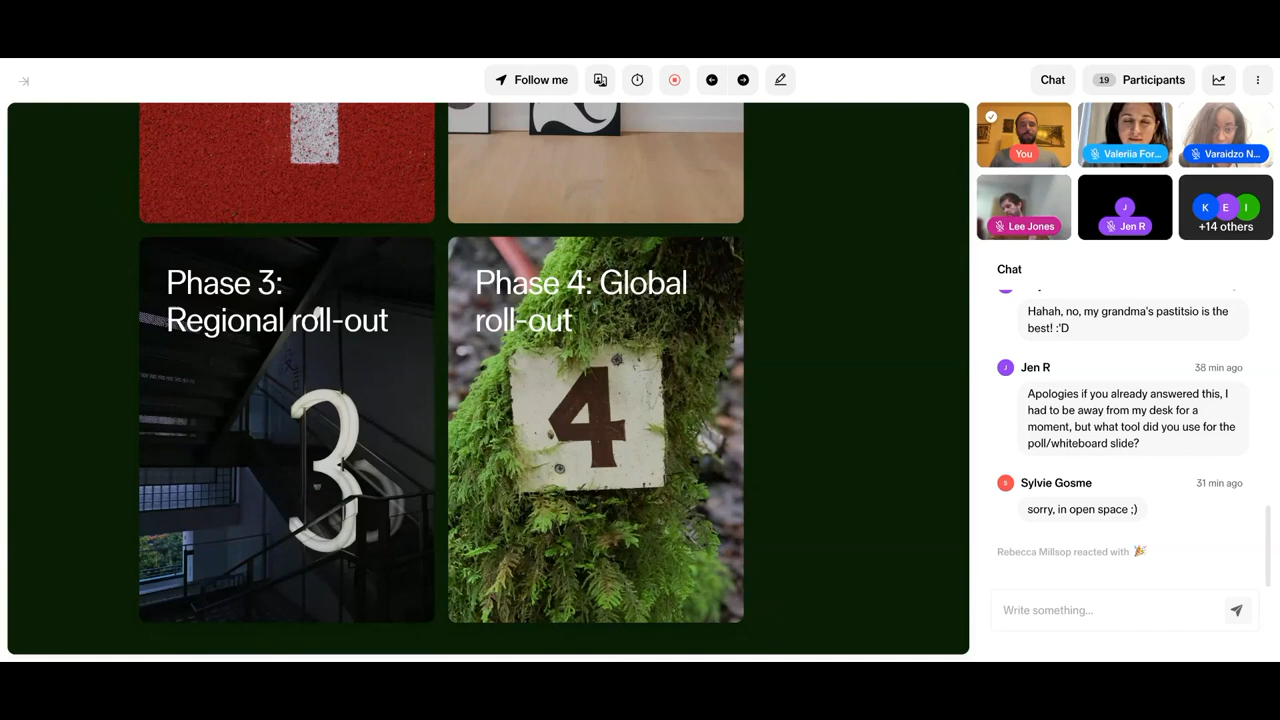 Follow me
Chat
19 Participants
You
Valeriia For...
Varaidzo N...
Lee Jones
J
Jen R
K E I
+14 others
Phase 3:
Regional roll-out
3
Phase 4: Global
roll-out
4
Chat
Hahah, no, my grandma's pastitsio is the
best! :'D
J Jen R 38 min ago
Apologies if you already answered this, I
had to be away from my desk for a
moment, but what tool did you use for the
poll/whiteboard slide?
S Sylvie Gosme 31 min ago
sorry, in open space ;)
Rebecca Millsop reacted with 🎉
Write something...